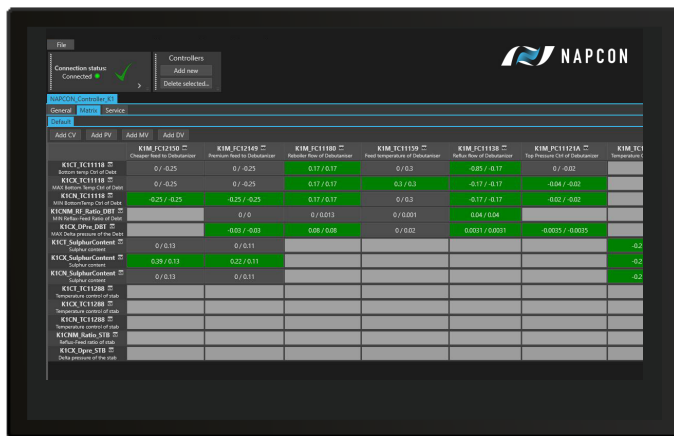 File
NAPCON
Connection status:
Connected
Controllers
Add new
Delete selected...
NAPCON_Controller_K1
General Matrix Service
Default
Add CV Add PV Add MV Add DV
K1M_FC12150 K1M_FC12149 K1M_FC11180 K1M_TC11159 K1M_FC11138 K1M_PC11121A K1M_TC1
Cheaper feed to Debutanizer Premium feed to Debutanizer Reboiler flow of Debutanizer Feed temperature of Debutanizer Reflux flow of Debutanizer Top Pressure Ctrl of Debutanizer Temperature C
K1CT_TC11118 0 / -0.25 0 / -0.25 0.17 / 0.17 0 / 0.3 -0.85 / -0.17 0 / -0.02
Bottom temp Ctrl of Debt
K1CX_TC11118 0 / -0.25 0 / -0.25 0.17 / 0.17 0.3 / 0.3 -0.17 / -0.17 -0.04 / -0.02
MAX Bottom Temp Ctrl of Debt
K1CN_TC11118 -0.25 / -0.25 -0.25 / -0.25 0.17 / 0.17 0 / 0.3 -0.17 / -0.17 -0.02 / -0.02
MIN BottomTemp Ctrl of Debt
K1CNM_RF_Ratio_DBT 0 / 0 0 / 0.013 0 / 0.001 0.04 / 0.04
MIN Reflux-Feed Ratio of Debt
K1CX_DPre_DBT -0.03 / -0.03 0.08 / 0.08 0 / 0.02 0.0031 / 0.0031 -0.0035 / -0.0035
MAX Delta pressure of the Debt
K1CT_SulphurContent 0 / 0.13 0 / 0.11 -0.2
Sulphur content
K1CX_SulphurContent 0.39 / 0.13 0.22 / 0.11 -0.2
Sulphur content
K1CN_SulphurContent 0 / 0.13 0 / 0.11 -0.2
Sulphur content
K1CT_TC11288
Temperature control of stab
K1CX_TC11288
Temperature control of stab
K1CN_TC11288
Temperature control of stab
K1CNM_Ratio_STB
Reflux-Feed ratio of stab
K1CX_Dpre_STB
Delta pressure of the stab